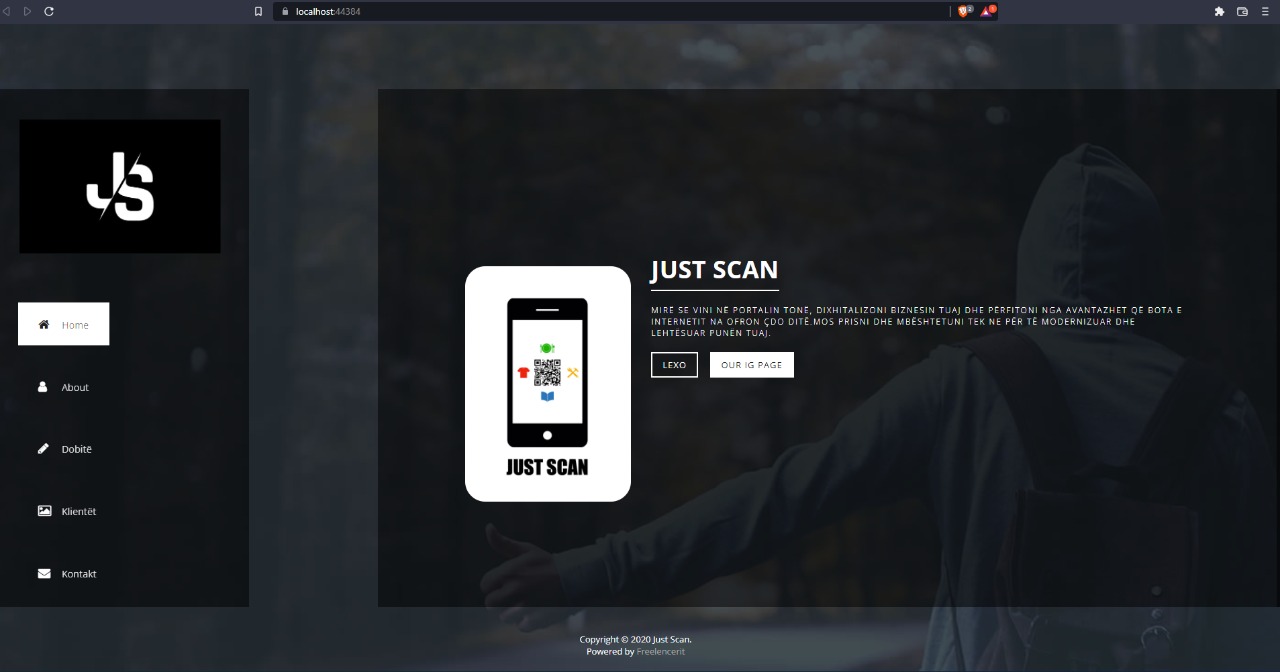 localhost:44384
2
1
JS
Home
About
Dobitë
Klientët
Kontakt
JUST SCAN
JUST SCAN
MIRË SE VINI NË PORTALIN TONË, DIXHITALIZONI BIZNESIN TUAJ DHE PËRFITONI NGA AVANTAZHET QË BOTA E
INTERNETIT NA OFRON ÇDO DITË.MOS PRISNI DHE MBËSHTETUNI TEK NE PËR TË MODERNIZUAR DHE
LEHTËSUAR PUNËN TUAJ.
LEXO
OUR IG PAGE
Copyright © 2020 Just Scan.
Powered by Freelencerit